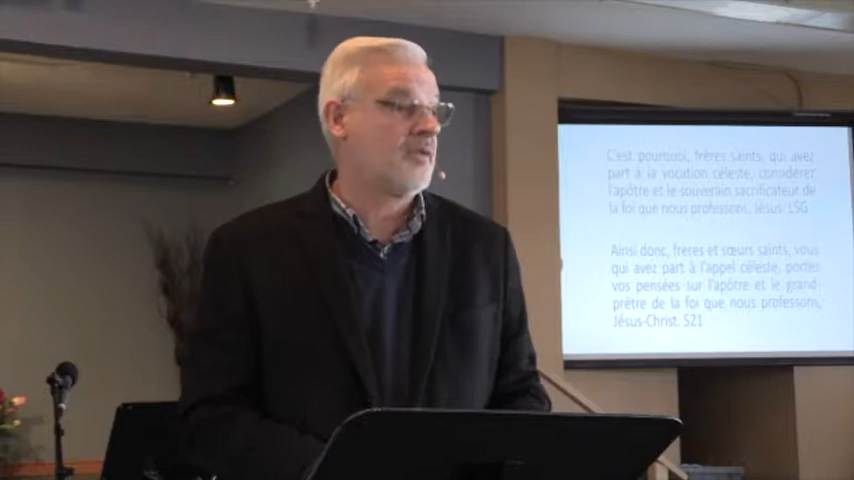 C'est pourquoi, frères saints, qui avez
part à la vocation céleste, considérez
l'apôtre et le souverain sacrificateur de
la foi que nous professons, Jésus. LSG
Ainsi donc, frères et sœurs saints, vous
qui avez part à l'appel céleste, portez
vos pensées sur l'apôtre et le grand-
prêtre de la foi que nous professons,
Jésus-Christ. S21